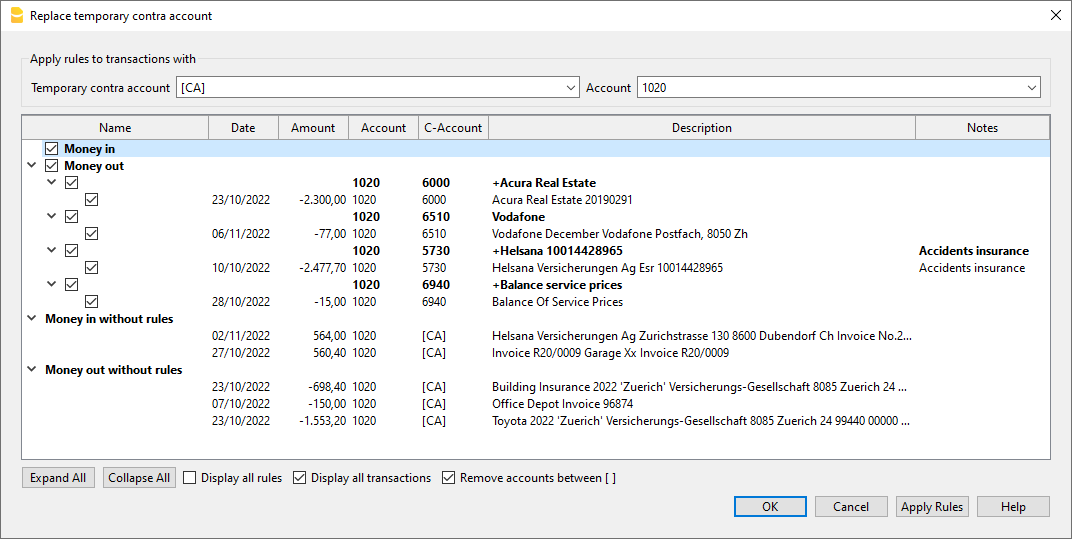 Replace temporary contra account
Apply rules to transactions with
Temporary contra account [CA] Account 1020
Name Date Amount Account C-Account Description Notes
Money in
Money out
1020 6000 +Acura Real Estate
23/10/2022 -2.300,00 1020 6000 Acura Real Estate 20190291
1020 6510 Vodafone
06/11/2022 -77,00 1020 6510 Vodafone December Vodafone Postfach, 8050 Zh
1020 5730 +Helsana 10014428965 Accidents insurance
10/10/2022 -2.477,70 1020 5730 Helsana Versicherungen Ag Esr 10014428965 Accidents insurance
1020 6940 +Balance service prices
28/10/2022 -15,00 1020 6940 Balance Of Service Prices
Money in without rules
02/11/2022 564,00 1020 [CA] Helsana Versicherungen Ag Zurichstrasse 130 8600 Dubendorf Ch Invoice No.2...
27/10/2022 560,40 1020 [CA] Invoice R20/0009 Garage Xx Invoice R20/0009
Money out without rules
23/10/2022 -698,40 1020 [CA] Building Insurance 2022 'Zuerich' Versicherungs-Gesellschaft 8085 Zuerich 24 ...
07/10/2022 -150,00 1020 [CA] Office Depot Invoice 96874
23/10/2022 -1.553,20 1020 [CA] Toyota 2022 'Zuerich' Versicherungs-Gesellschaft 8085 Zuerich 24 99440 00000 ...
Expand All Collapse All Display all rules Display all transactions Remove accounts between [ ]
OK Cancel Apply Rules Help